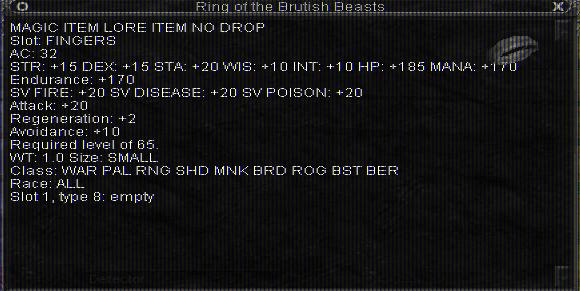 Ring of the Brutish Beasts
MAGIC ITEM LORE ITEM NO DROP
Slot: FINGERS
AC: 32
STR: +15 DEX: +15 STA: +20 WIS: +10 INT: +10 HP: +185 MANA: +170
Endurance: +170
SV FIRE: +20 SV DISEASE: +20 SV POISON: +20
Attack: +20
Regeneration: +2
Avoidance: +10
Required level of 65.
WT: 1.0 Size: SMALL
Class: WAR PAL RNG SHD MNK BRD ROG BST BER
Race: ALL
Slot 1, type 8: empty